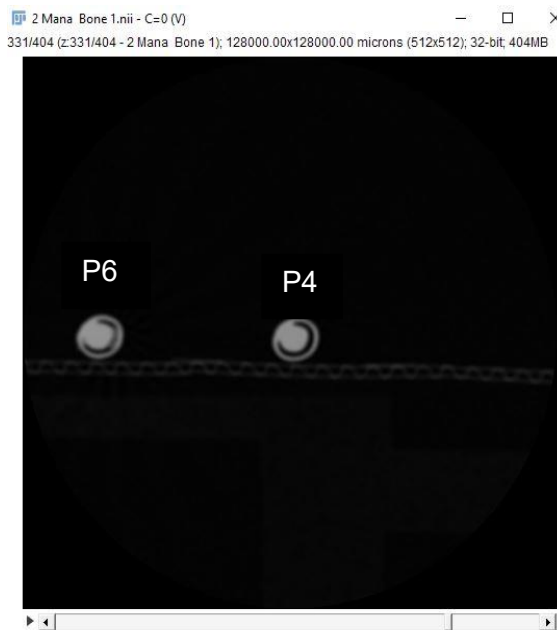 2 Mana Bone 1.nii - C=0 (V)
331/404 (z:331/404 - 2 Mana Bone 1); 128000.00x128000.00 microns (512x512); 32-bit; 404MB
P6
P4